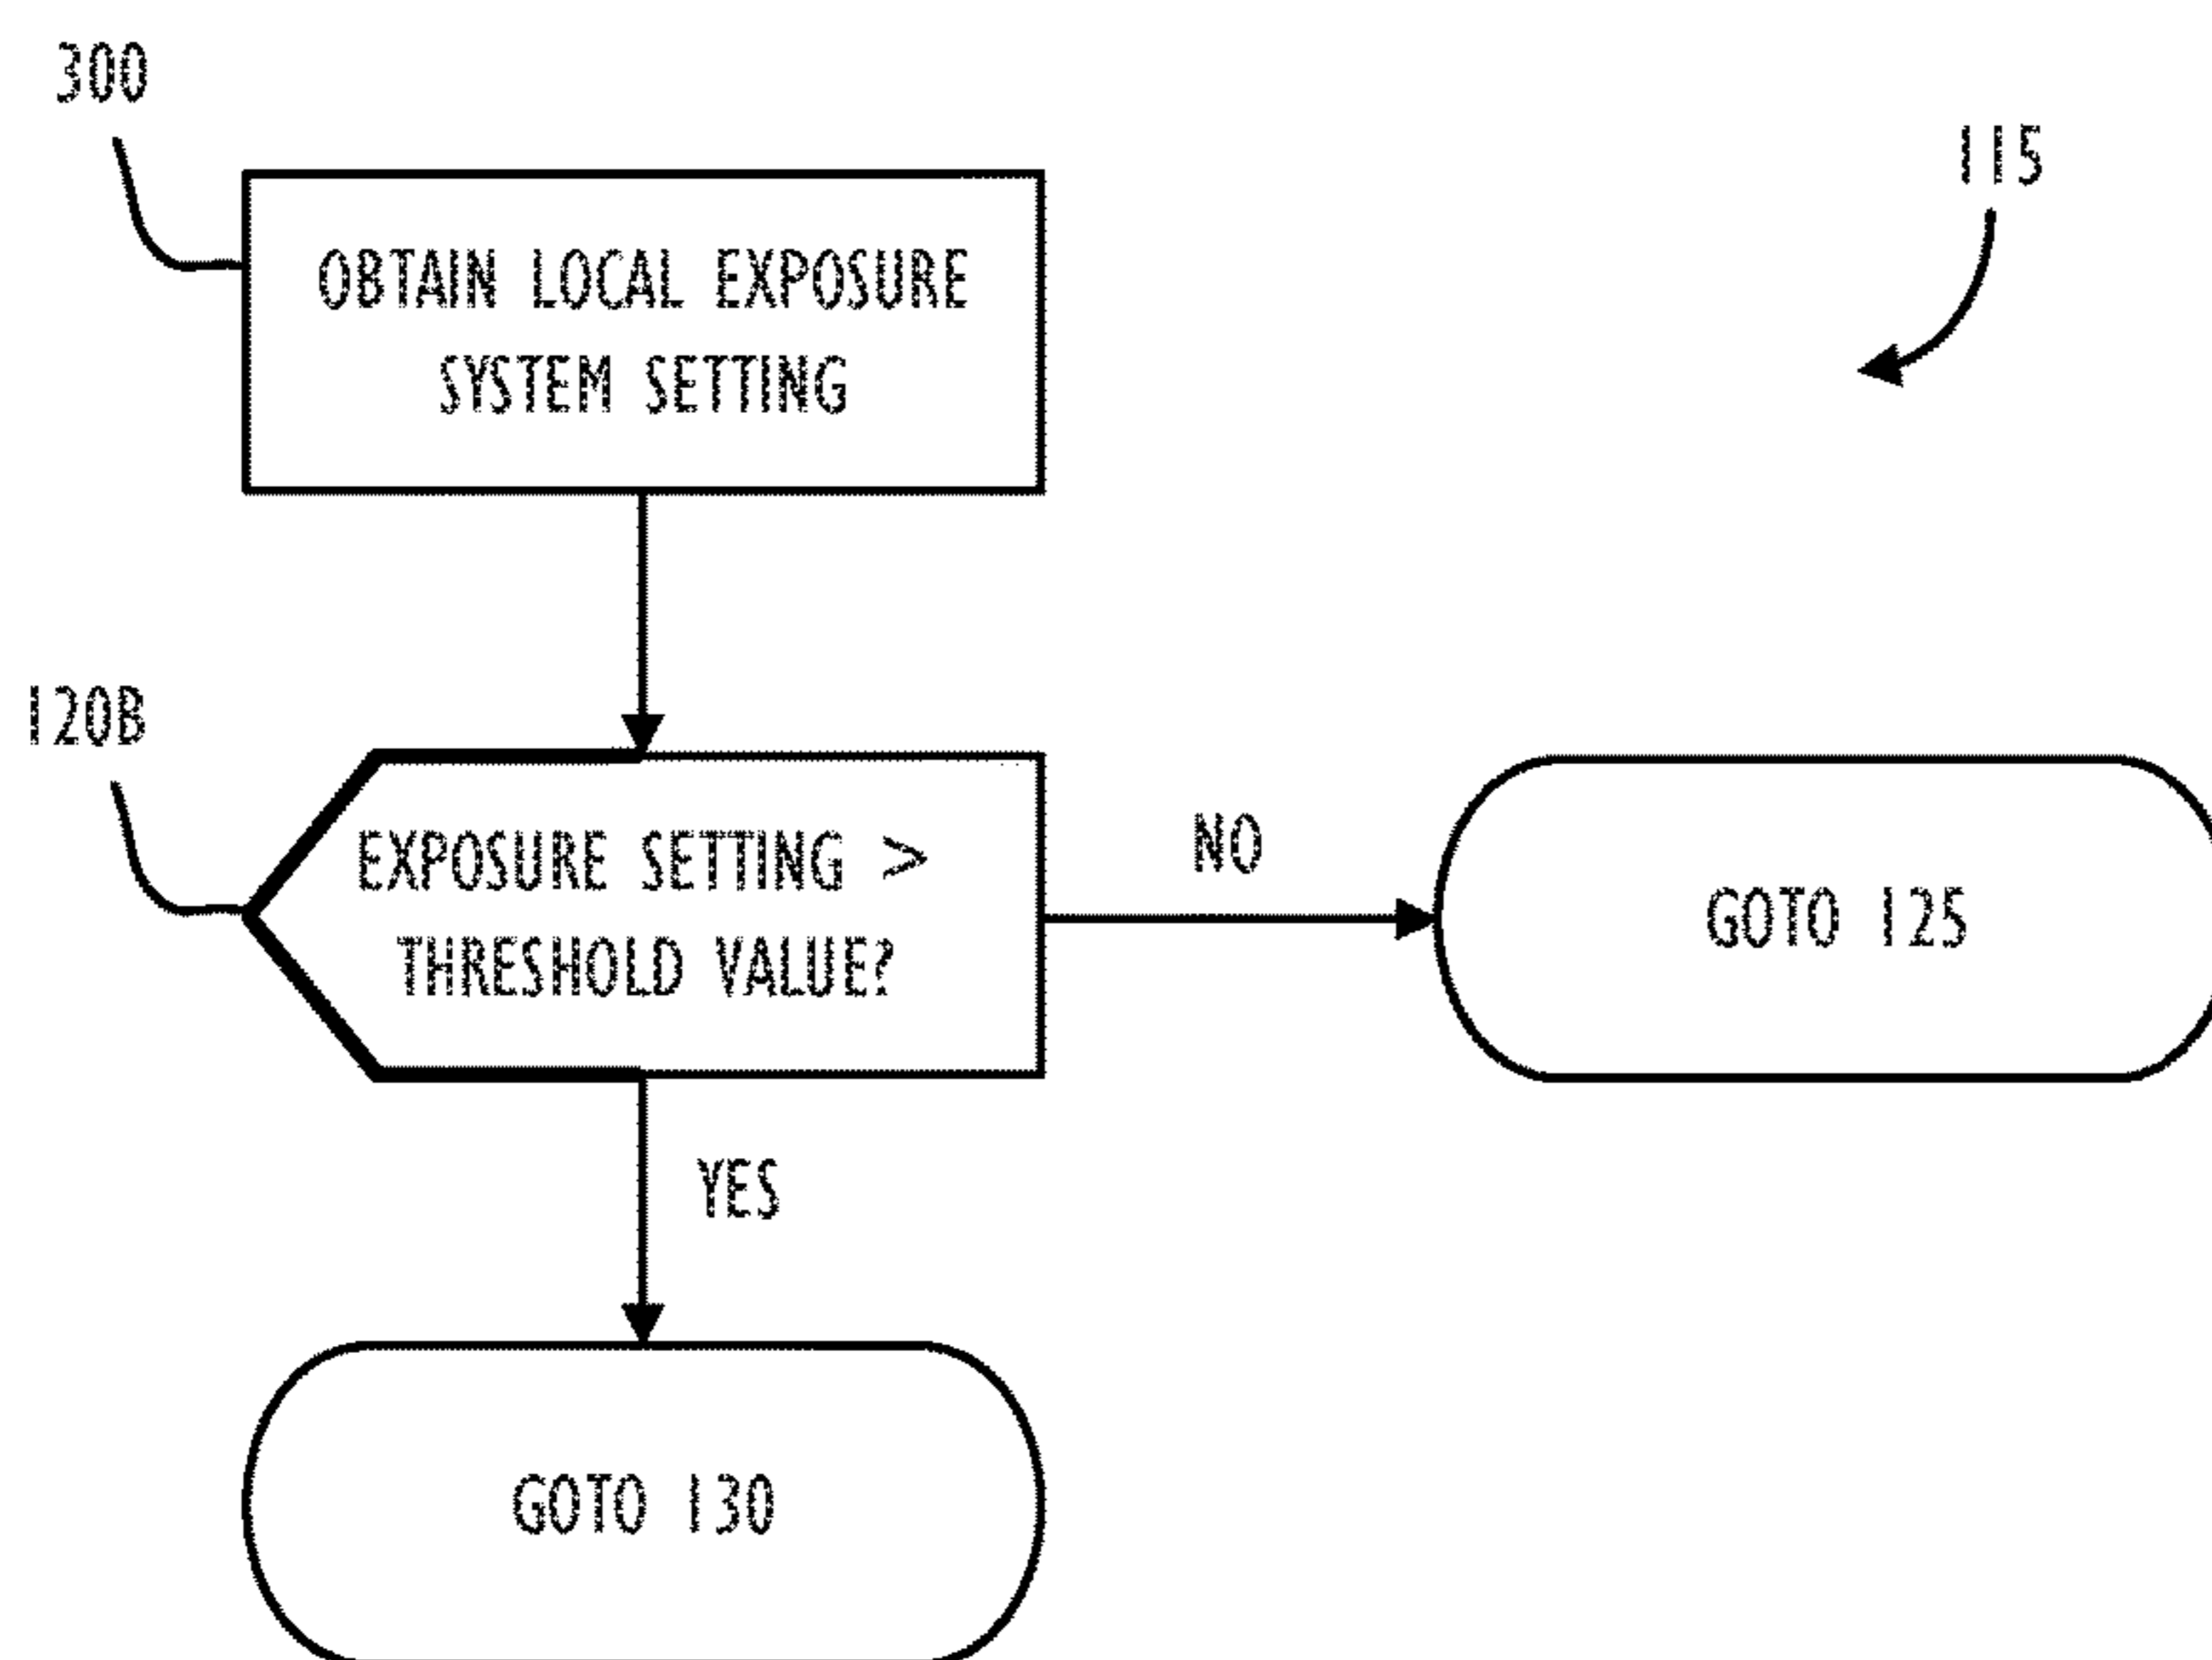 300
115
OBTAIN LOCAL EXPOSURE
SYSTEM SETTING
120B
EXPOSURE SETTING >
THRESHOLD VALUE?
NO
GOTO 125
YES
GOTO 130